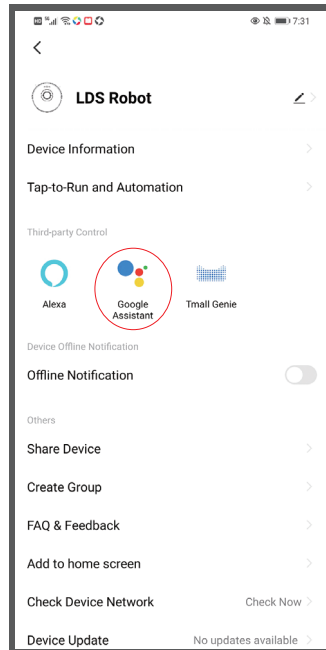 7:31
LDS Robot
Device Information
Tap-to-Run and Automation
Third-party Control
Alexa
Google
Assistant
Tmall Genie
Device Offline Notification
Offline Notification
Others
Share Device
Create Group
FAQ & Feedback
Add to home screen
Check Device Network Check Now
Device Update No updates available